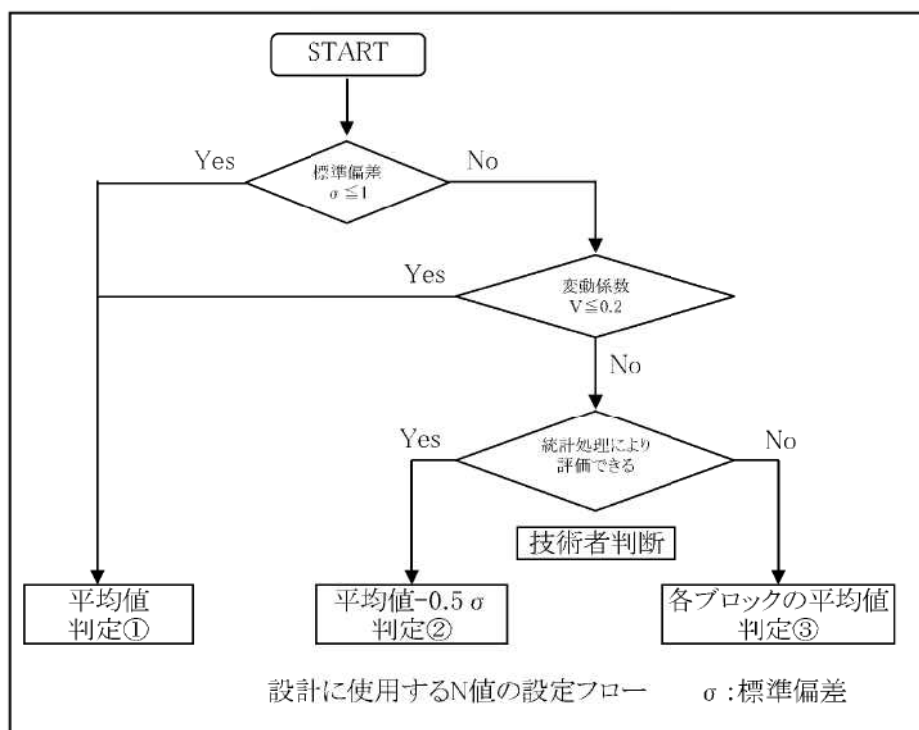 START
Yes
標準偏差
σ≦1
No
Yes
変動係数
V≦0.2
No
Yes
統計処理により
評価できる
No
技術者判断
平均値
判定①
平均値-0.5σ
判定②
各ブロックの平均値
判定③
設計に使用するN値の設定フロー σ:標準偏差